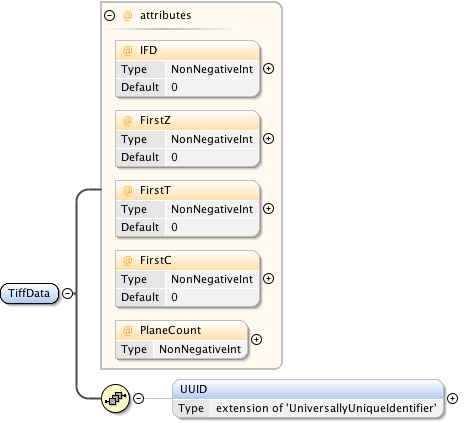 @ attributes
@ IFD
Type NonNegativeInt
Default 0
@ FirstZ
Type NonNegativeInt
Default 0
@ FirstT
Type NonNegativeInt
Default 0
@ FirstC
Type NonNegativeInt
Default 0
@ PlaneCount
Type NonNegativeInt
TiffData
UUID
Type extension of 'UniversallyUniqueIdentifier'